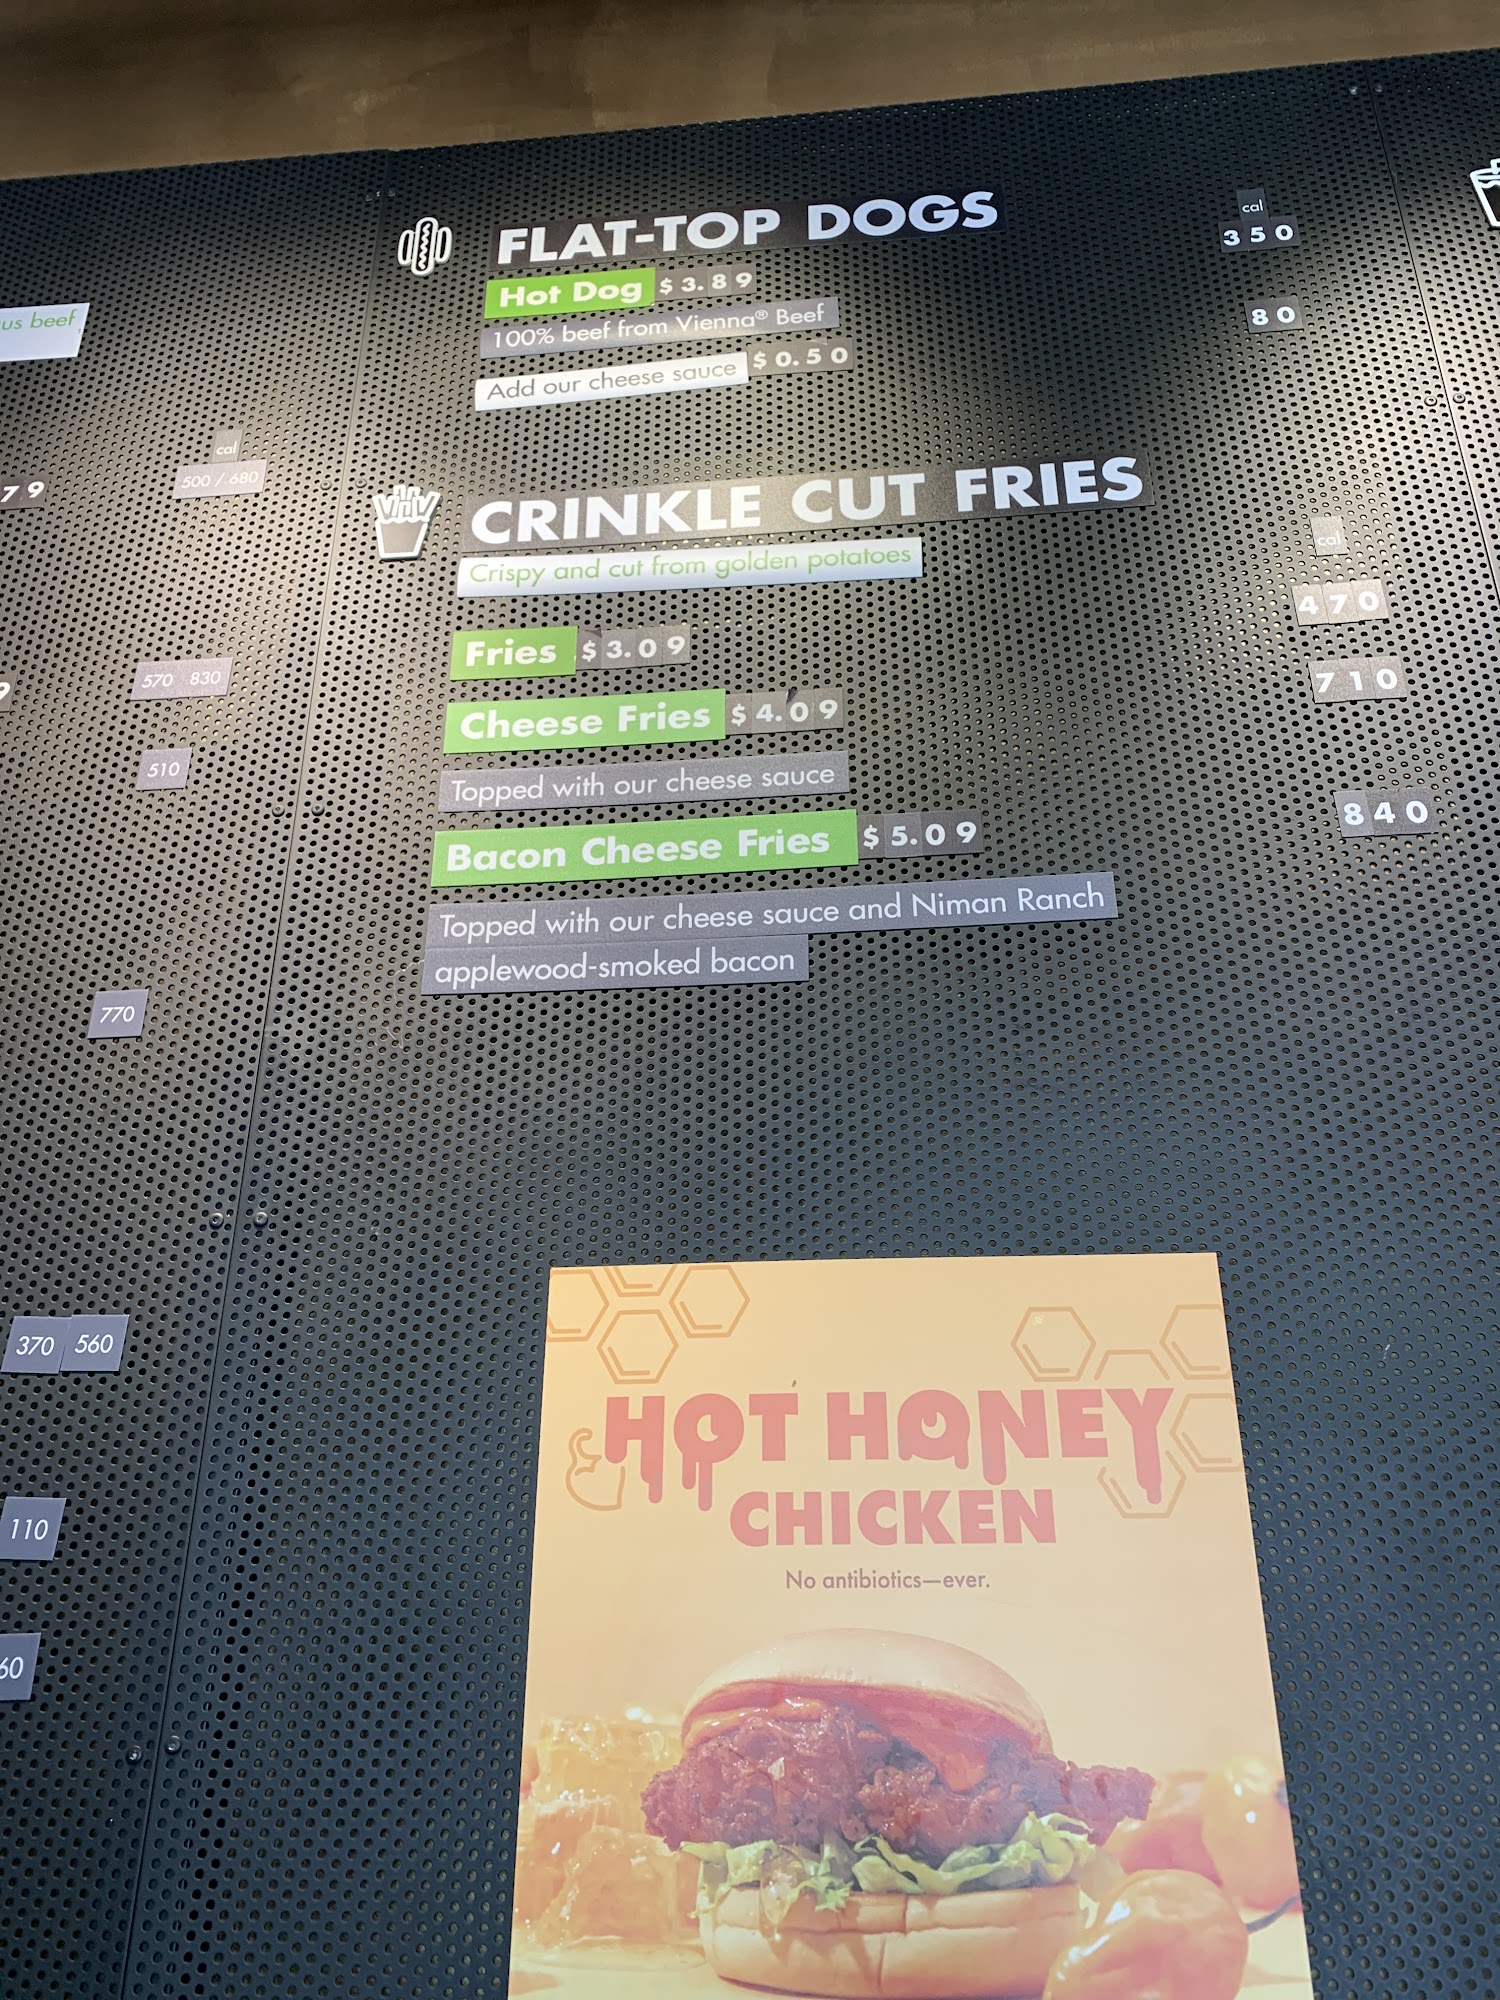 us beef
79
cal
500 / 680
570 830
510
770
370 560
110
60
FLAT-TOP DOGS
cal
Hot Dog $3.89 350
100% beef from Vienna® Beef
Add our cheese sauce $0.50 80
CRINKLE CUT FRIES
Crispy and cut from golden potatoes
cal
Fries $3.09 470
Cheese Fries $4.09 710
Topped with our cheese sauce
Bacon Cheese Fries $5.09 840
Topped with our cheese sauce and Niman Ranch
applewood-smoked bacon
HOT HONEY
CHICKEN
No antibiotics—ever.